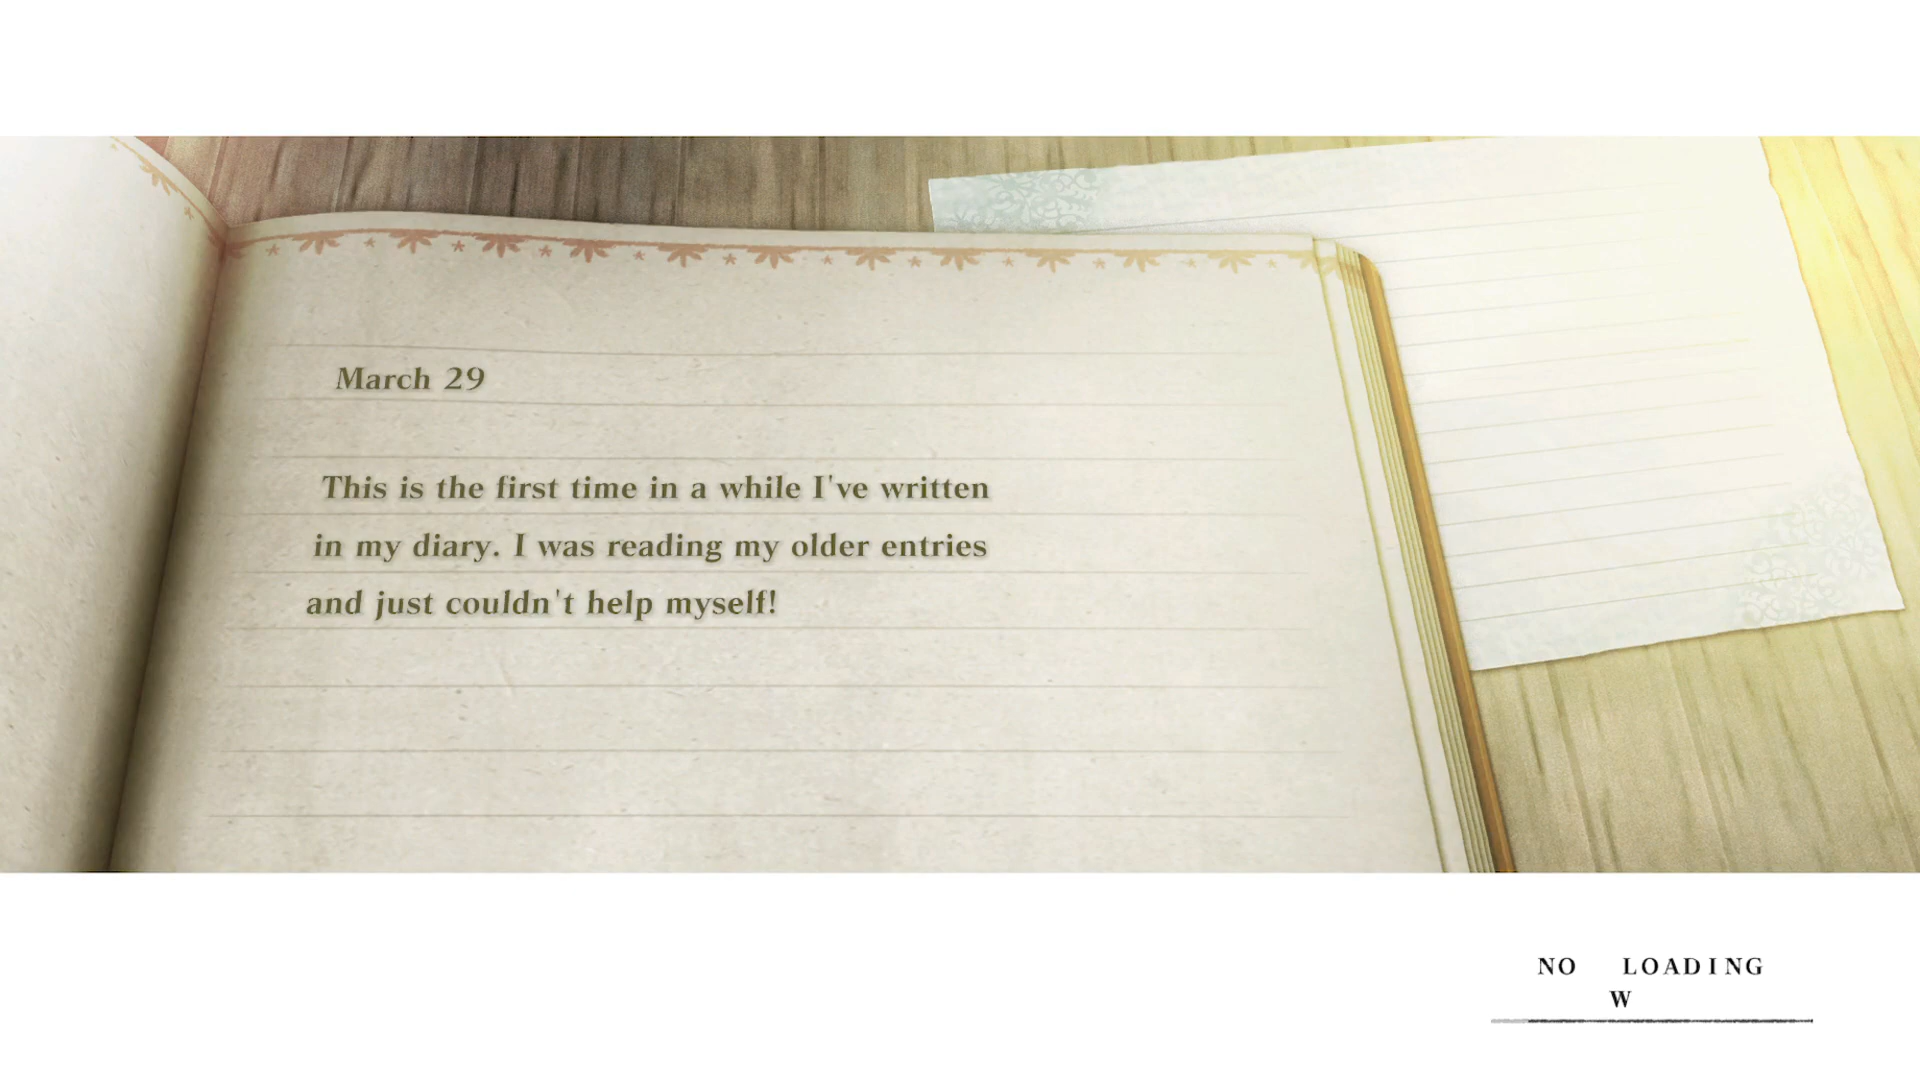 March 29
This is the first time in a while I've written
in my diary. I was reading my older entries
and just couldn't help myself!
NO LOADING
W